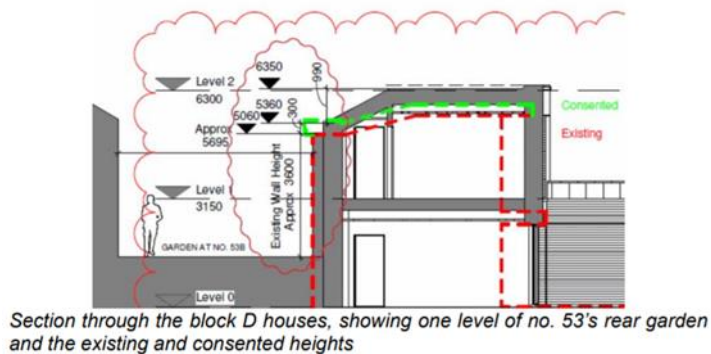 6350
Level 2
6300
990
5360
5060
300
Approx
5695
Consented
Existing
Existing Wall Height
Approx 3600
Level 1
3150
GARDEN AT NO. 53B
Level 0
Section through the block D houses, showing one level of no. 53's rear garden
and the existing and consented heights